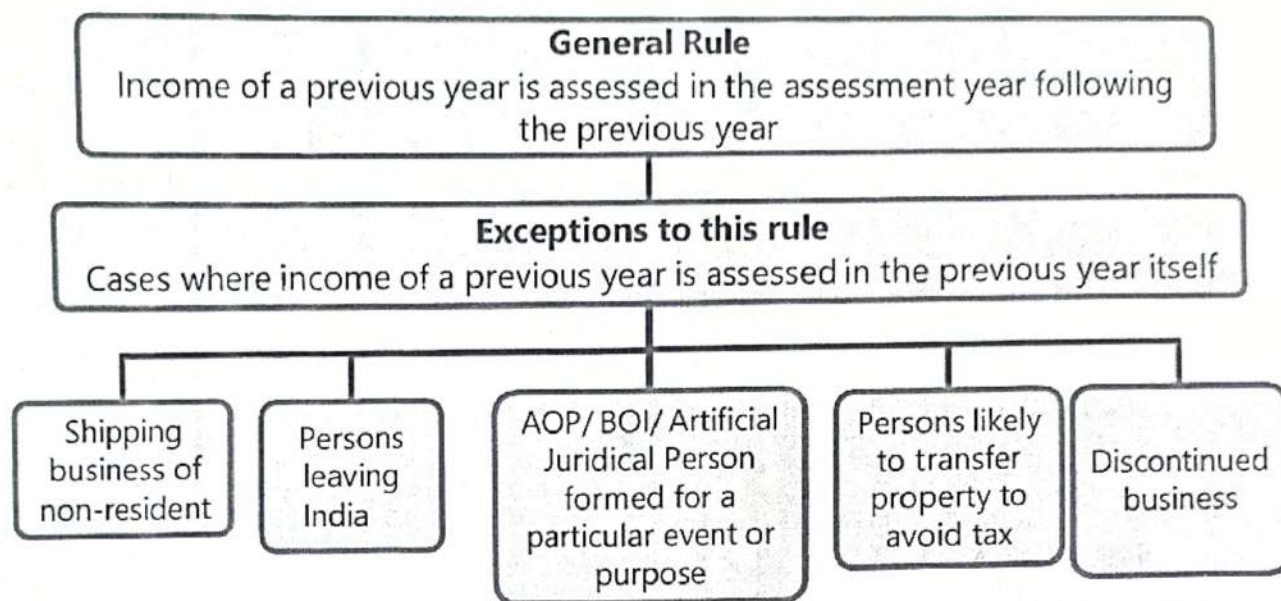 General Rule
Income of a previous year is assessed in the assessment year following
the previous year
Exceptions to this rule
Cases where income of a previous year is assessed in the previous year itself
Shipping
business of
non-resident
Persons
leaving
India
AOP/ BOI/ Artificial
Juridical Person
formed for a
particular event or
purpose
Persons likely
to transfer
property to
avoid tax
Discontinued
business